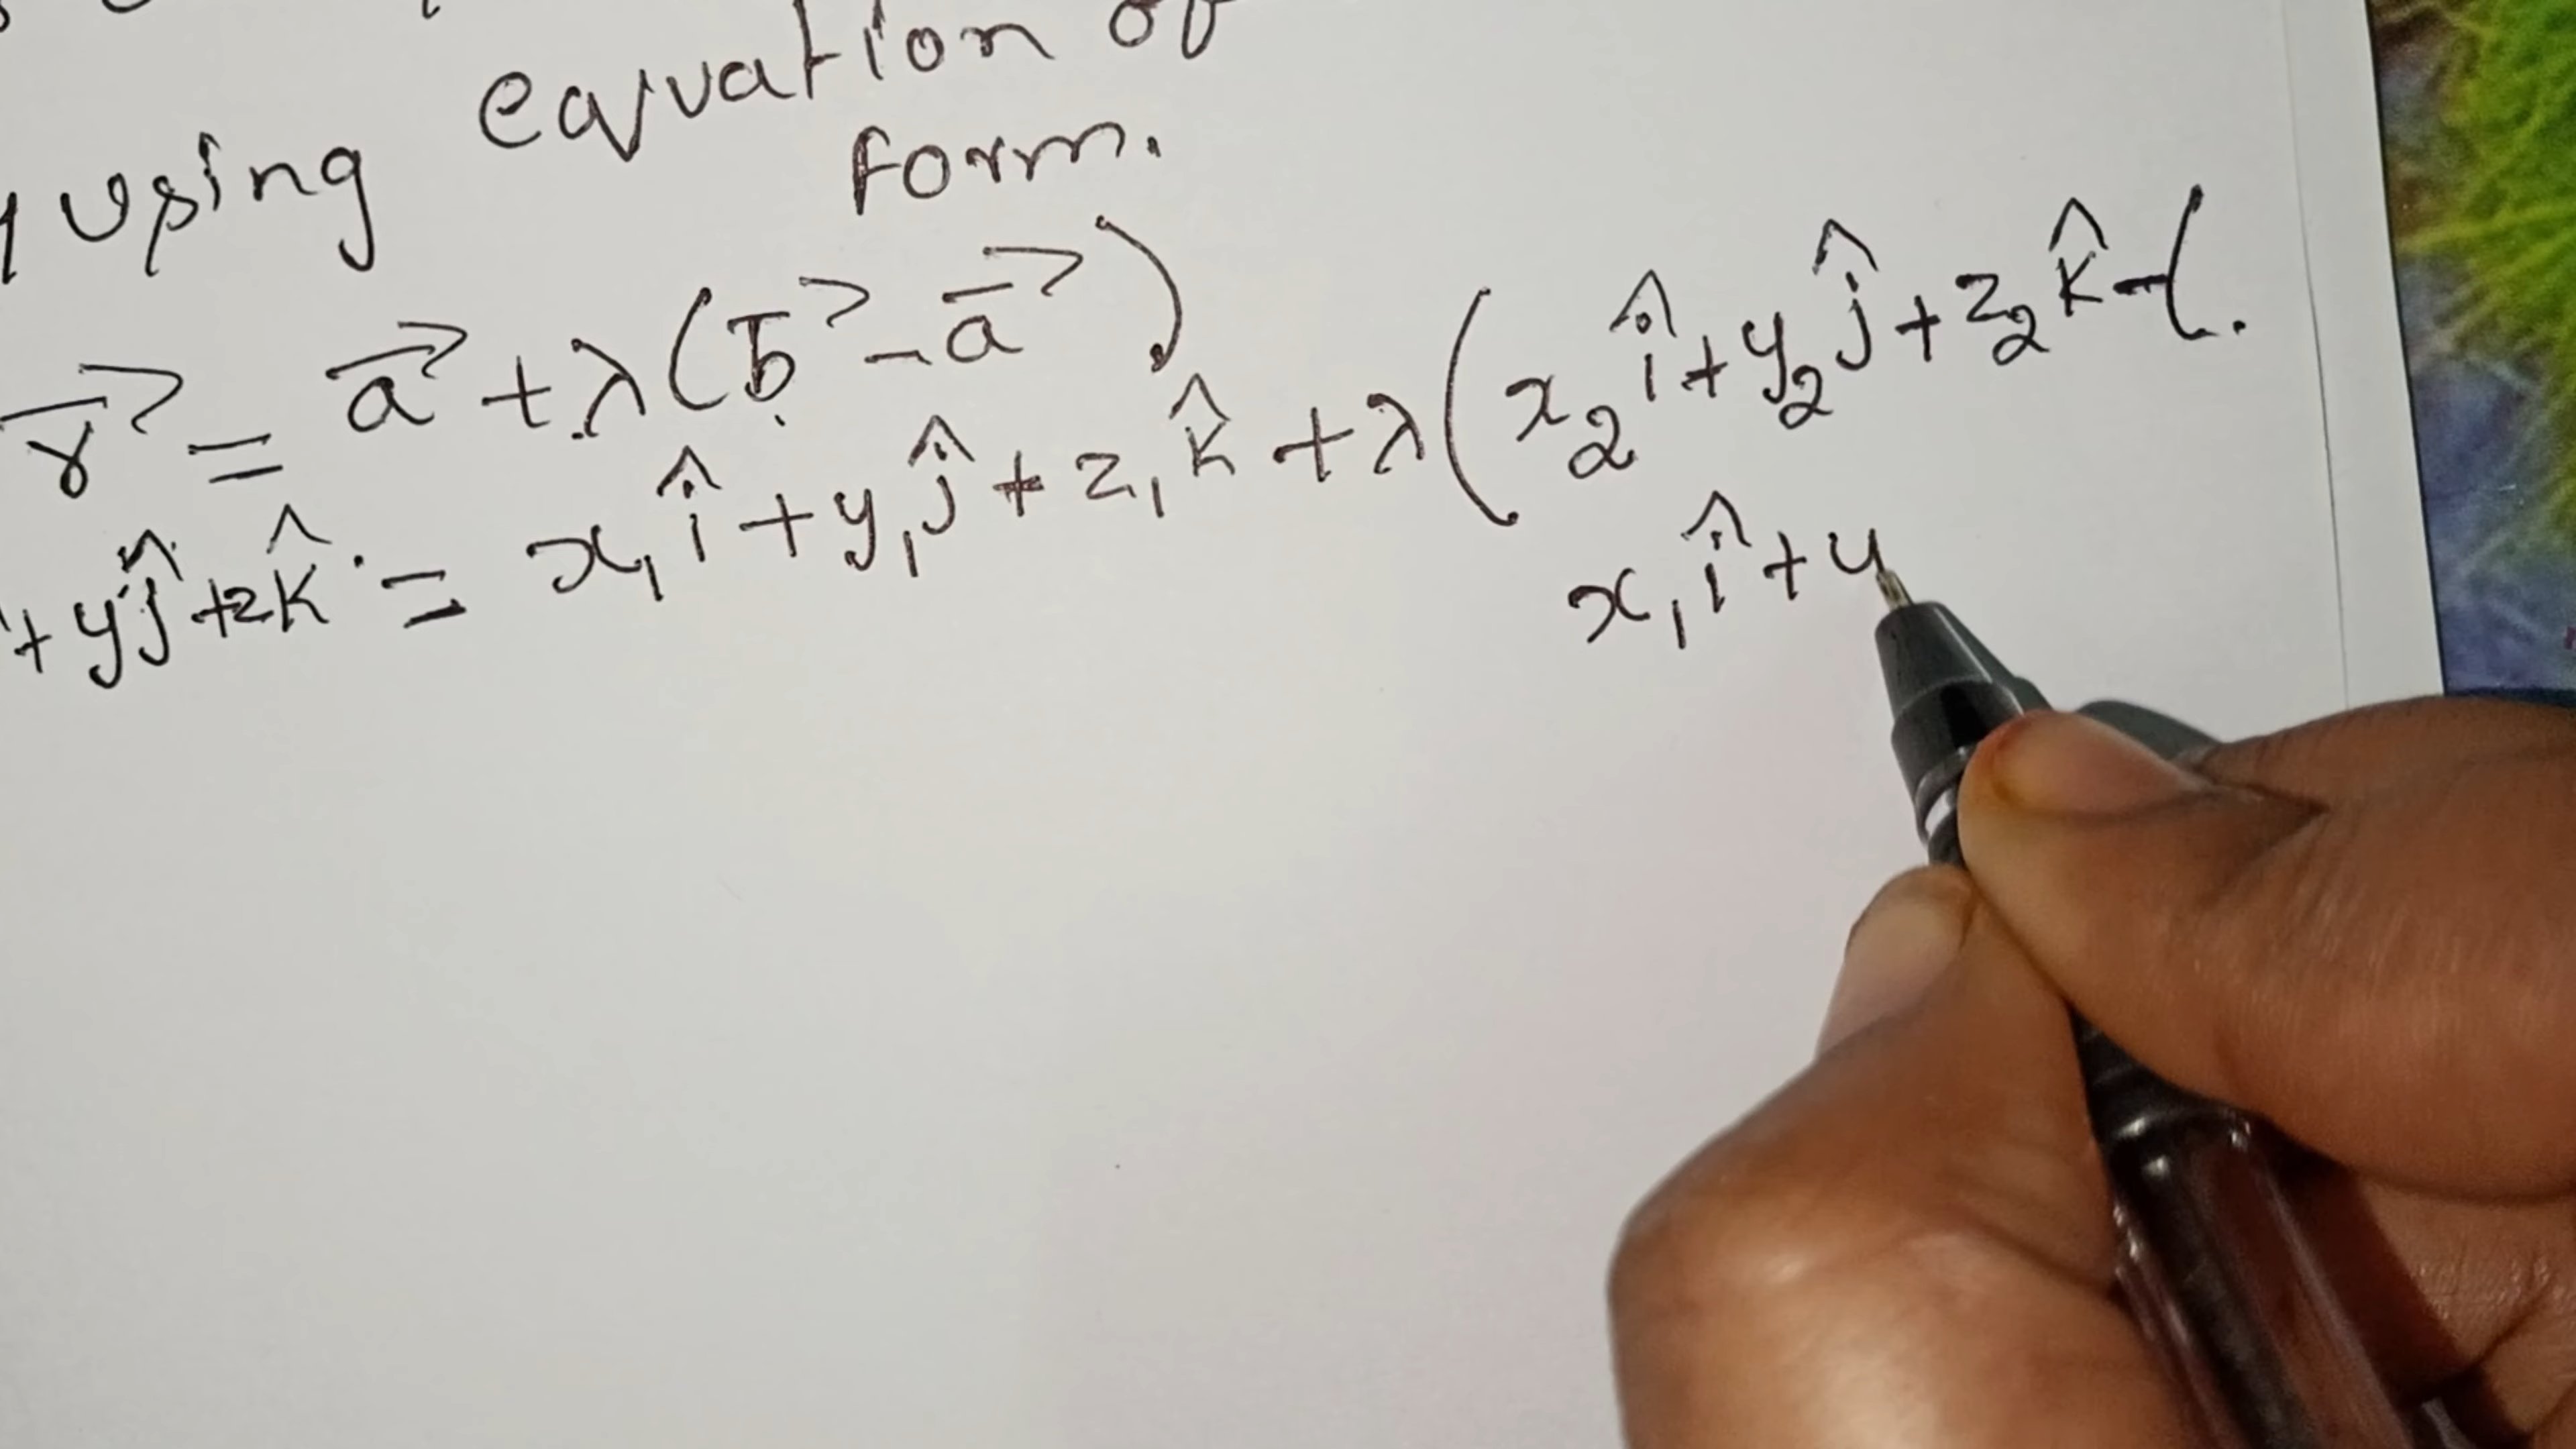 equation of
using form.
r⃗ = a⃗ + λ(b⃗ - a⃗)
+ yĵ + zk̂ = x₁î + y₁ĵ + z₁k̂ + λ(x₂î + y₂ĵ + z₂k̂ - (.
x₁î + y